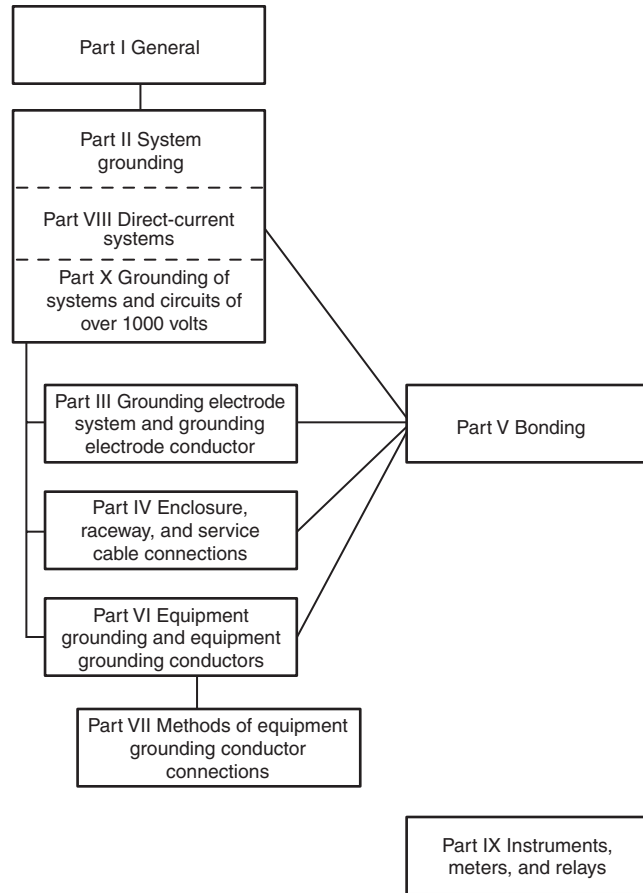 Part I General
Part II System
grounding
Part VIII Direct-current
systems
Part X Grounding of
systems and circuits of
over 1000 volts
Part III Grounding electrode
system and grounding
electrode conductor
Part V Bonding
Part IV Enclosure,
raceway, and service
cable connections
Part VI Equipment
grounding and equipment
grounding conductors
Part VII Methods of equipment
grounding conductor
connections
Part IX Instruments,
meters, and relays